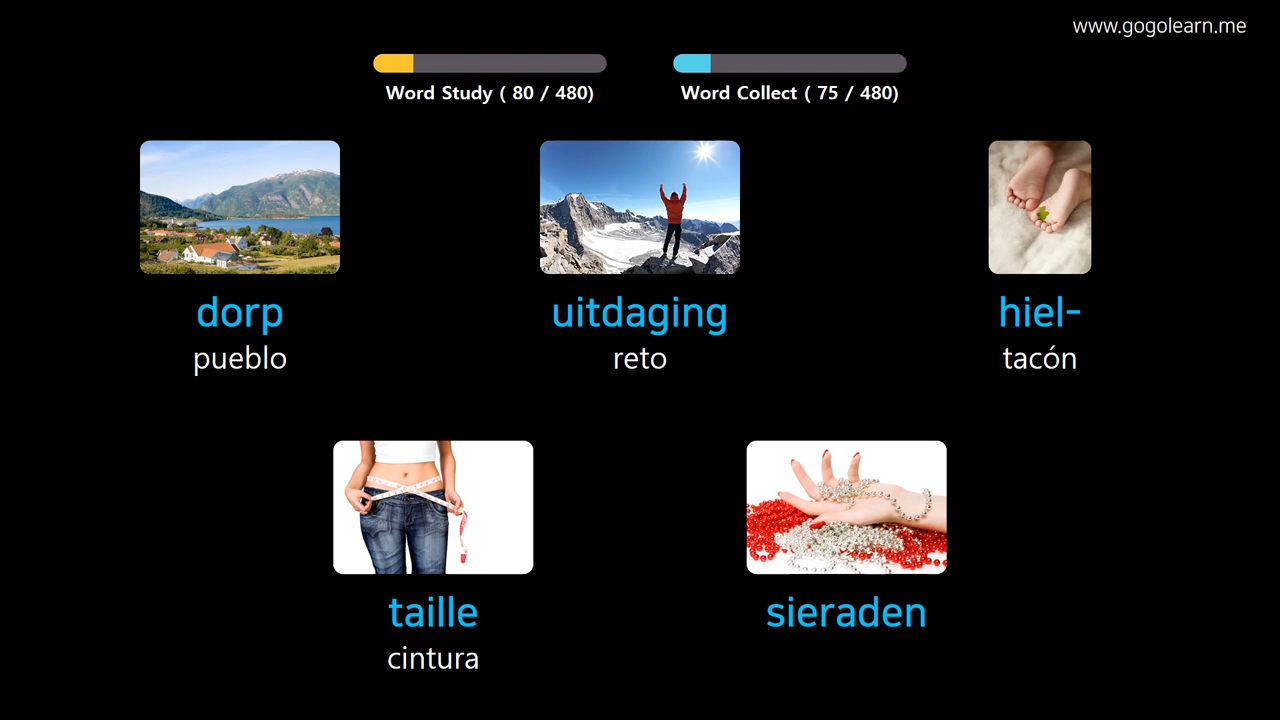 www.gogolearn.me
Word Study ( 80 / 480)
Word Collect ( 75 / 480)
dorp
pueblo
uitdaging
reto
hiel-
tacón
taille
cintura
sieraden